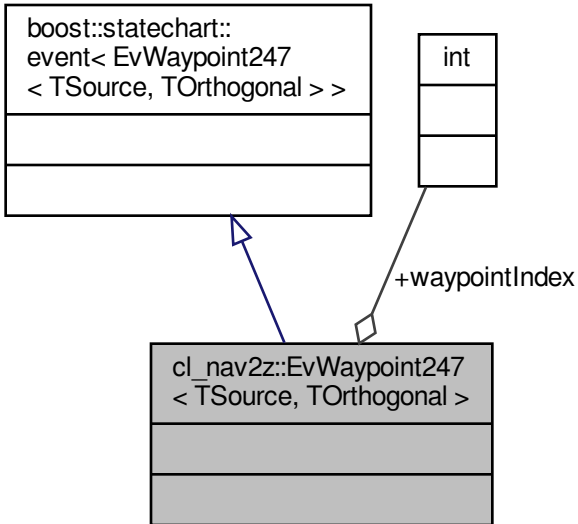 boost::statechart::
event< EvWaypoint247
< TSource, TOrthogonal > >
int
+waypointIndex
cl_nav2z::EvWaypoint247
< TSource, TOrthogonal >